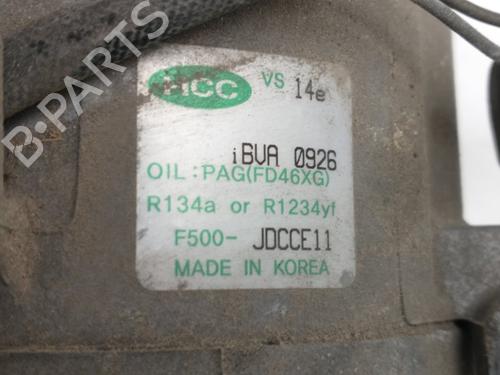 HCC VS 14e
iBVA 0926
OIL : PAG(FD46XG)
R134a or R1234yf
F500- JDCCE11
MADE IN KOREA
B-PARTS